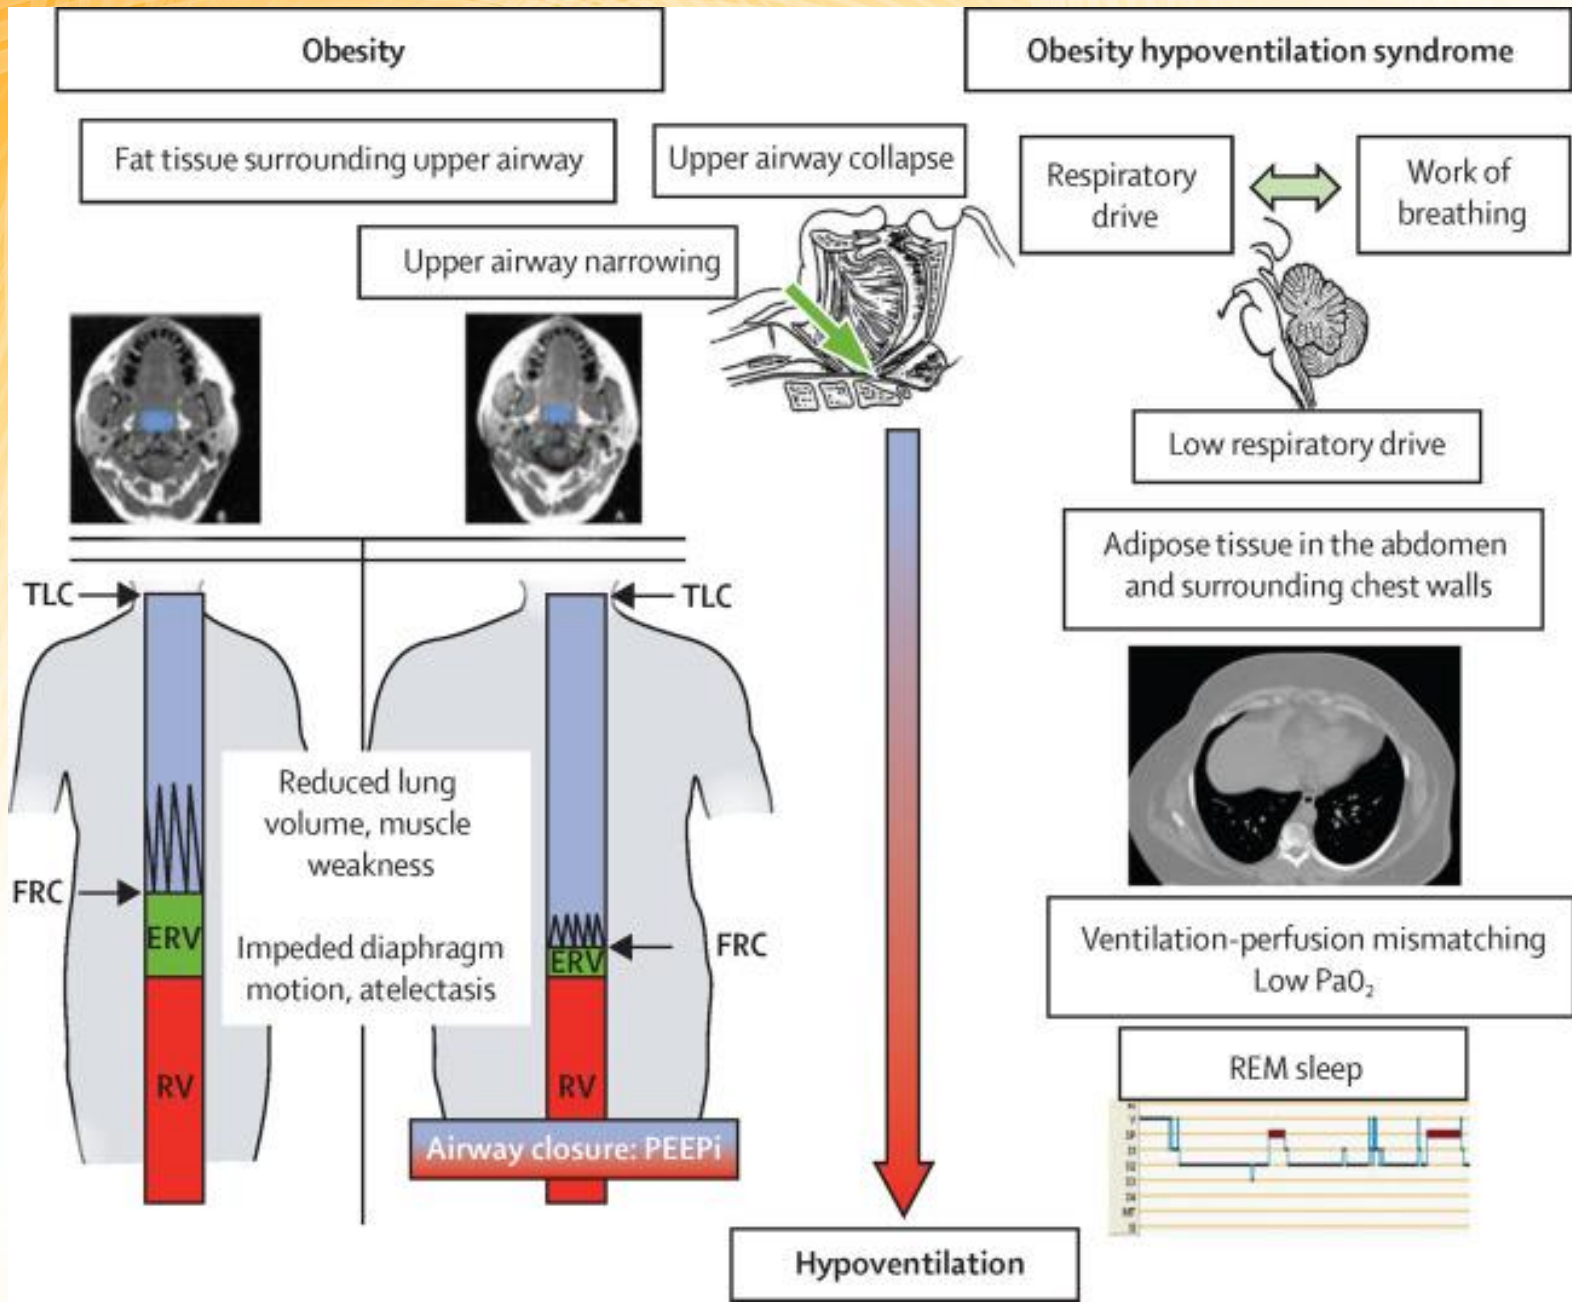 Obesity
Obesity hypoventilation syndrome
Fat tissue surrounding upper airway
Upper airway collapse
Respiratory
drive
Work of
breathing
Upper airway narrowing
Low respiratory drive
Adipose tissue in the abdomen
and surrounding chest walls
TLC
TLC
Reduced lung
volume, muscle
weakness
FRC
ERV
Impeded diaphragm
motion, atelectasis
ERV
FRC
RV
RV
Airway closure: PEEPi
Ventilation-perfusion mismatching
Low PaO₂
REM sleep
Hypoventilation